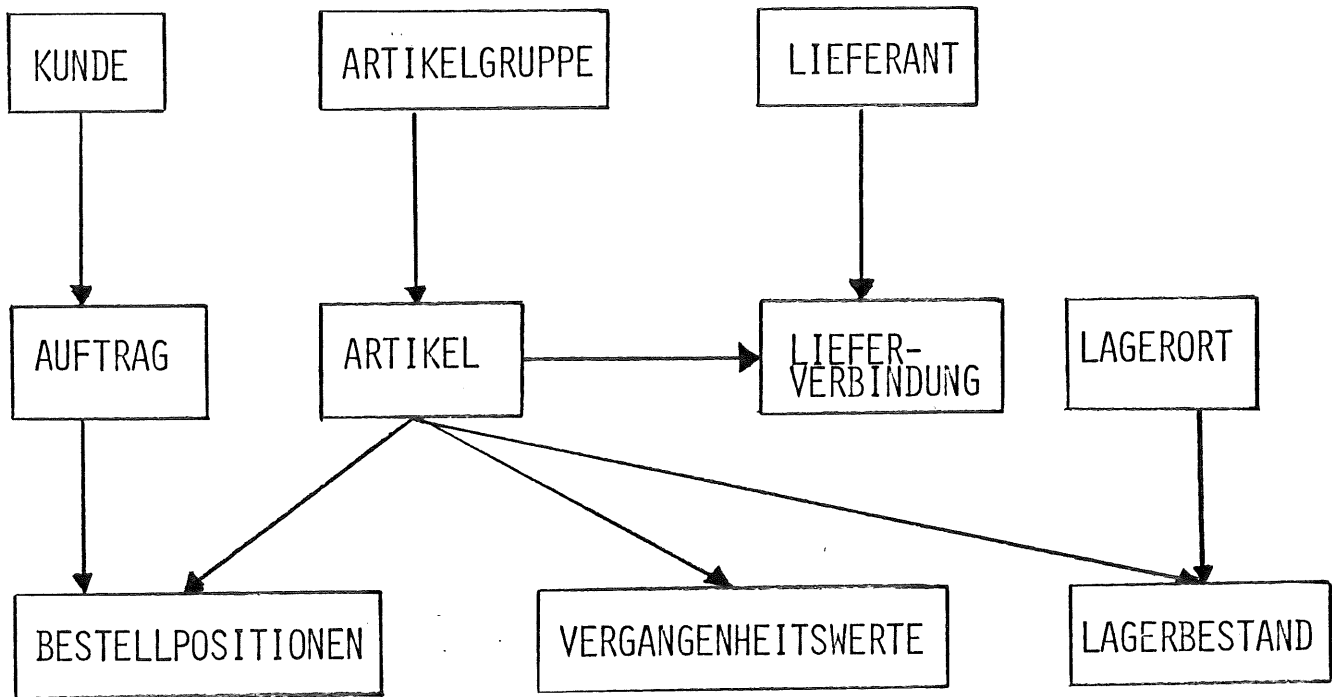 KUNDE
ARTIKELGRUPPE
LIEFERANT
AUFTRAG
ARTIKEL
LIEFER-
VERBINDUNG
LAGERORT
BESTELLPOSITIONEN
VERGANGENHEITSWERTE
LAGERBESTAND